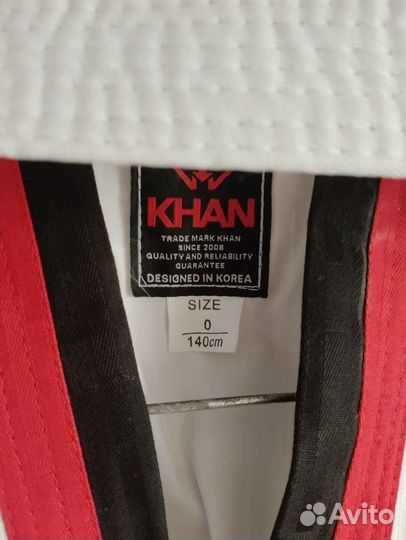 KHAN
TRADE MARK KHAN
SINCE 2008
QUALITY AND RELIABILITY
GUARANTEE
DESIGNED IN KOREA
SIZE
0
140cm
Avito